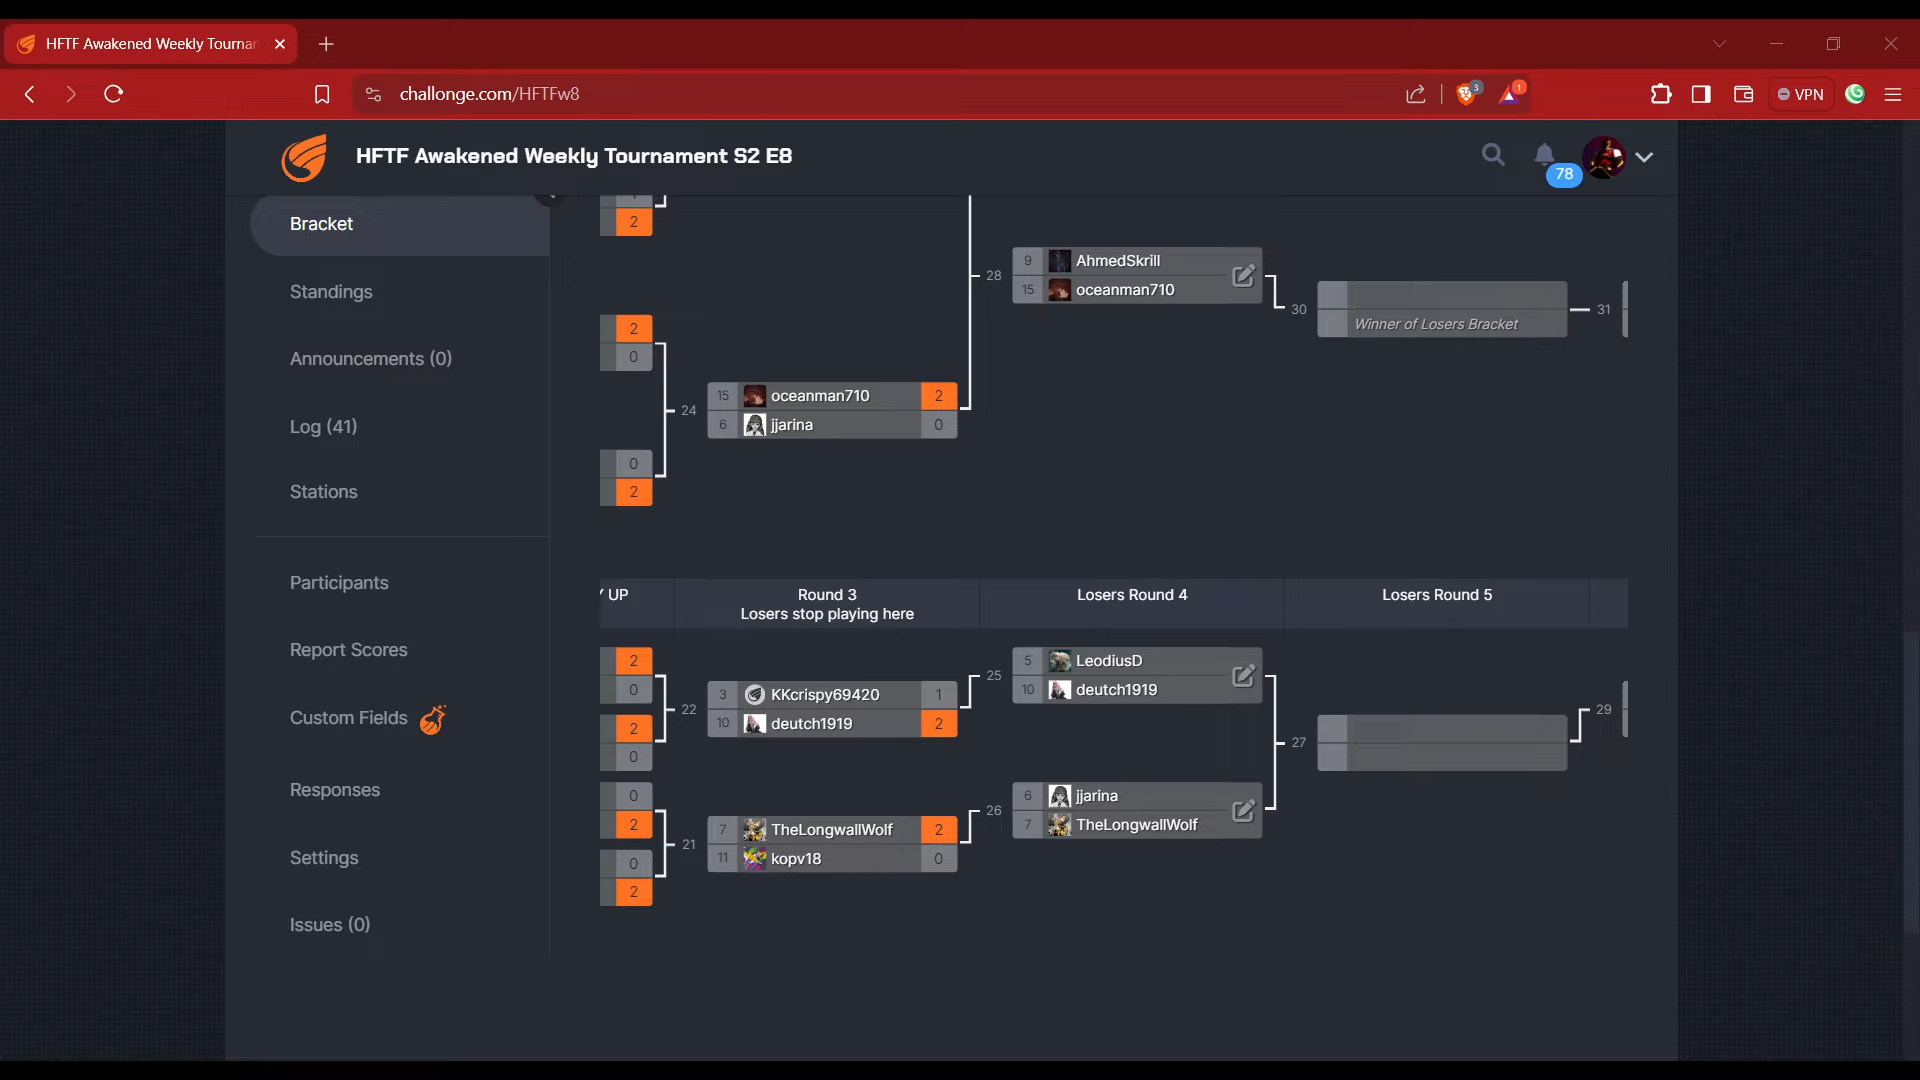 HFTF Awakened Weekly Tournam
challonge.com/HFTFw8
3
1
VPN
HFTF Awakened Weekly Tournament S2 E8
78
Bracket
Standings
Announcements (0)
Log (41)
Stations
Participants
Report Scores
Custom Fields
Responses
Settings
Issues (0)
2
2
0
0
2
24
15 oceanman710 2
6 jjarina 0
28
9 AhmedSkrill
15 oceanman710
30
Winner of Losers Bracket
31
UP
Round 3
Losers stop playing here
Losers Round 4
Losers Round 5
2
0
2
0
0
2
0
2
22
3 KKcrispy69420 1
10 deutch1919 2
21
7 TheLongwallWolf 2
11 kopv18 0
25
5 LeodiusD
10 deutch1919
26
6 jjarina
7 TheLongwallWolf
27
29